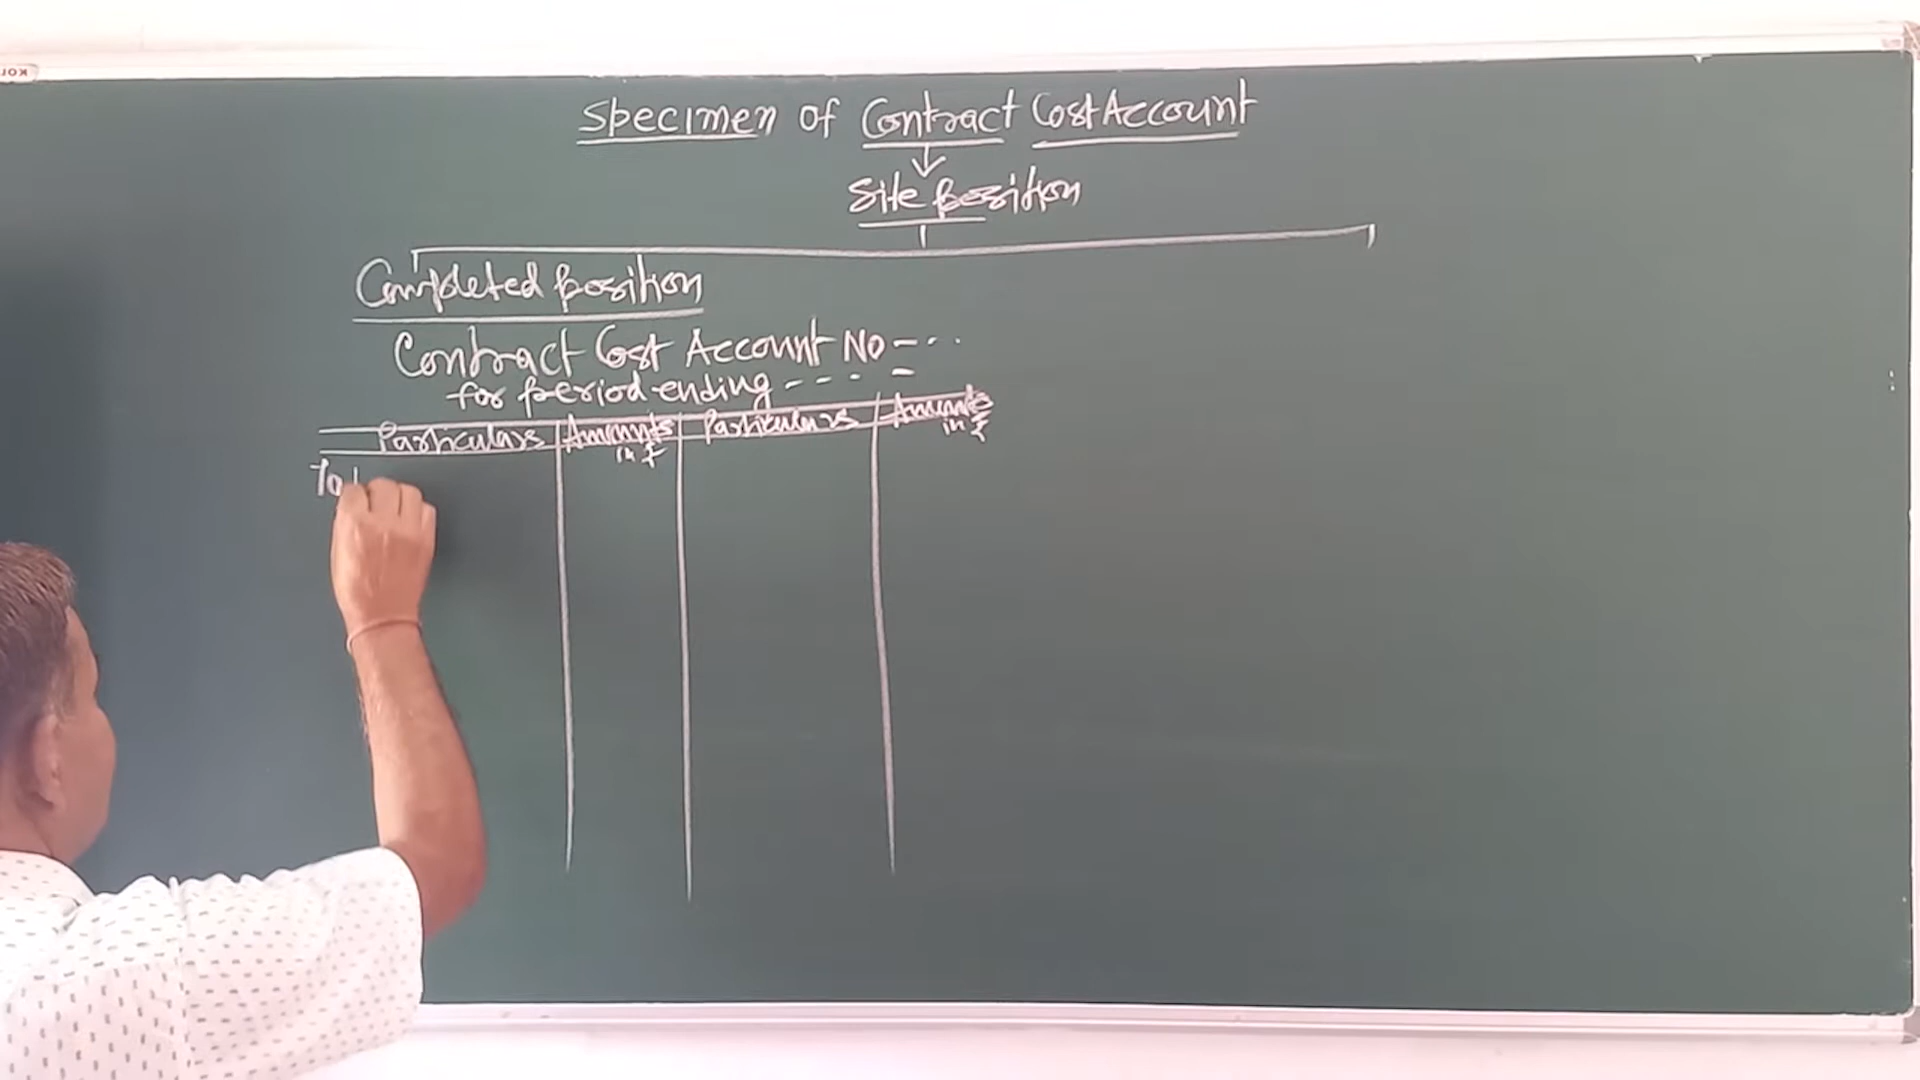 Specimen of Contract Cost Account
Site Position
Completed Position
Contract Cost Account No - . . .
for period ending - - - - -
Particulars Amounts in ₹ Particulars Amounts in ₹
To